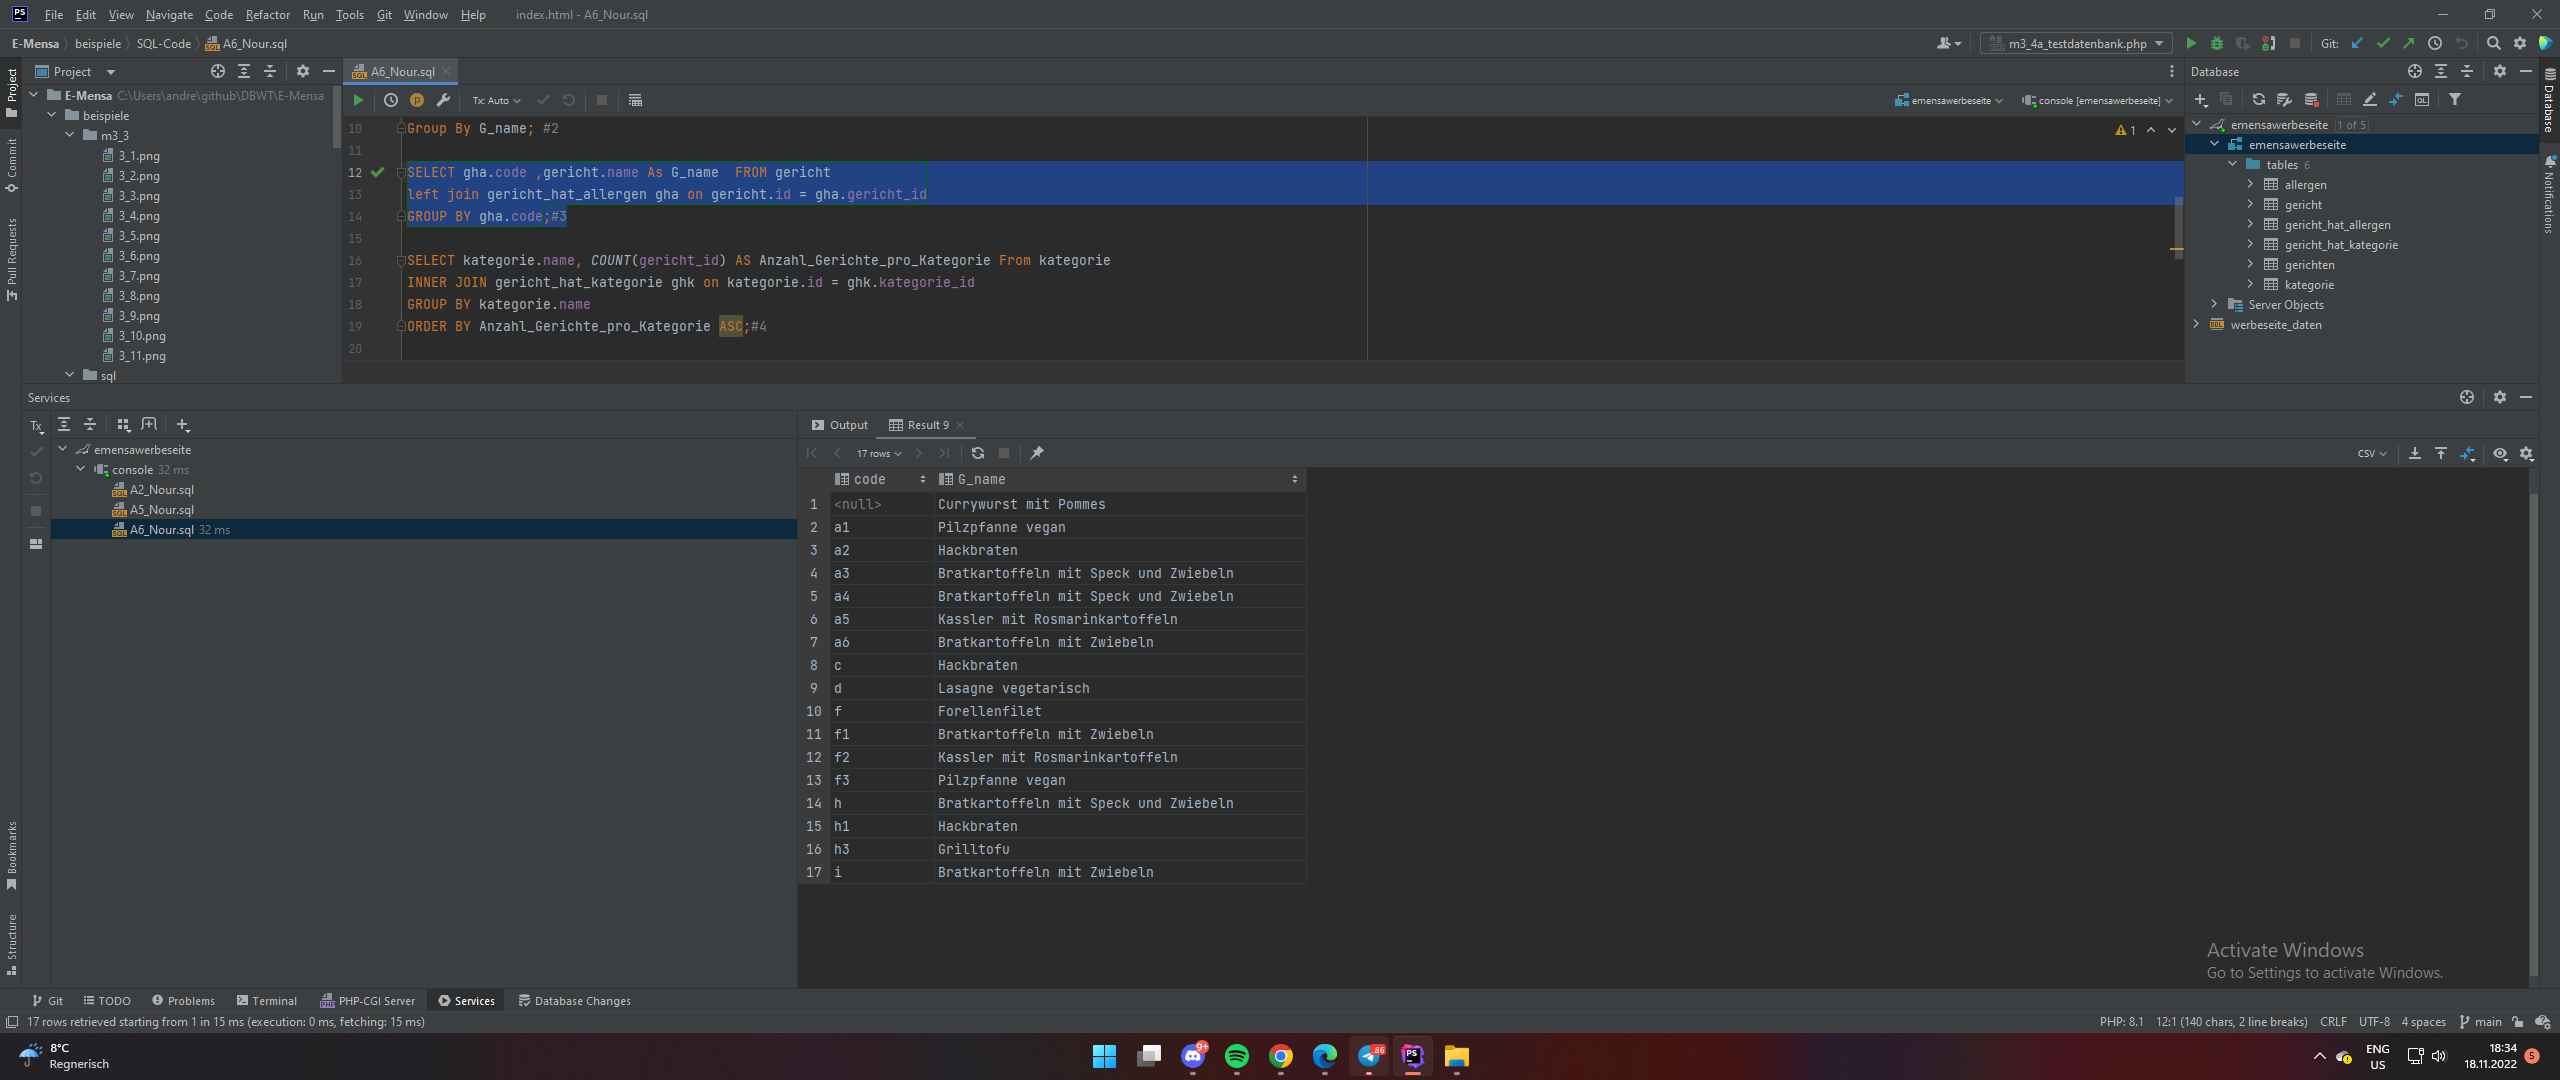 PS File Edit View Navigate Code Refactor Run Tools Git Window Help index.html - A6_Nour.sql
E-Mensa beispiele SQL-Code A6_Nour.sql m3_4a_testdatenbank.php Git:
Project A6_Nour.sql Database
E-Mensa C:\Users\andre\github\DBWT\E-Mensa
beispiele
m3_3
3_1.png
3_2.png
3_3.png
3_4.png
3_5.png
3_6.png
3_7.png
3_8.png
3_9.png
3_10.png
3_11.png
sql
Project
Commit
Pull Requests
Bookmarks
Structure
Tx: Auto emensawerbeseite console [emensawerbeseite]
1
10 Group By G_name; #2
11
12 SELECT gha.code ,gericht.name As G_name  FROM gericht
13 left join gericht_hat_allergen gha on gericht.id = gha.gericht_id
14 GROUP BY gha.code;#3
15
16 SELECT kategorie.name, COUNT(gericht_id) AS Anzahl_Gerichte_pro_Kategorie From kategorie
17 INNER JOIN gericht_hat_kategorie ghk on kategorie.id = ghk.kategorie_id
18 GROUP BY kategorie.name
19 ORDER BY Anzahl_Gerichte_pro_Kategorie ASC;#4
20
emensawerbeseite 1 of 5
emensawerbeseite
tables 6
allergen
gericht
gericht_hat_allergen
gericht_hat_kategorie
gerichten
kategorie
Server Objects
werbeseite_daten
Database
Notifications
Services
Tx
emensawerbeseite
console 32 ms
A2_Nour.sql
A5_Nour.sql
A6_Nour.sql 32 ms
Output Result 9
17 rows CSV
code G_name
1 <null> Currywurst mit Pommes
2 a1 Pilzpfanne vegan
3 a2 Hackbraten
4 a3 Bratkartoffeln mit Speck und Zwiebeln
5 a4 Bratkartoffeln mit Speck und Zwiebeln
6 a5 Kassler mit Rosmarinkartoffeln
7 a6 Bratkartoffeln mit Zwiebeln
8 c Hackbraten
9 d Lasagne vegetarisch
10 f Forellenfilet
11 f1 Bratkartoffeln mit Zwiebeln
12 f2 Kassler mit Rosmarinkartoffeln
13 f3 Pilzpfanne vegan
14 h Bratkartoffeln mit Speck und Zwiebeln
15 h1 Hackbraten
16 h3 Grilltofu
17 i Bratkartoffeln mit Zwiebeln
Activate Windows
Go to Settings to activate Windows.
Git TODO Problems Terminal PHP-CGI Server Services Database Changes
17 rows retrieved starting from 1 in 15 ms (execution: 0 ms, fetching: 15 ms) PHP: 8.1 12:1 (140 chars, 2 line breaks) CRLF UTF-8 4 spaces main
8°C
Regnerisch
9+ 86 PS
ENG
US
18:34
18.11.2022
5